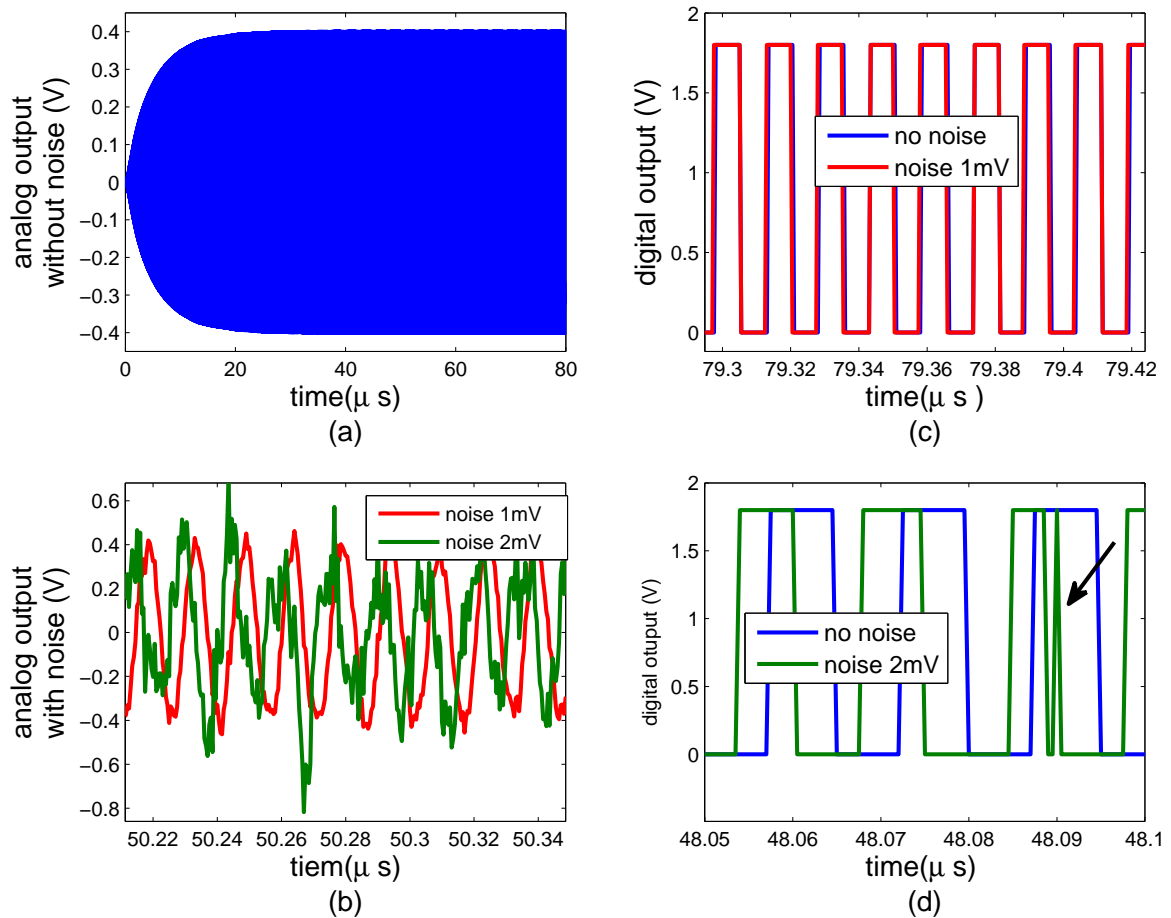 analog output
without noise (V)
0.4
0.3
0.2
0.1
0
−0.1
−0.2
−0.3
−0.4
0 20 40 60 80
time(μ s)
(a)
digital output (V)
2
1.5
1
0.5
0
no noise
noise 1mV
79.3 79.32 79.34 79.36 79.38 79.4 79.42
time(μ s )
(c)
analog output
with noise (V)
0.6
0.4
0.2
0
−0.2
−0.4
−0.6
−0.8
noise 1mV
noise 2mV
50.22 50.24 50.26 50.28 50.3 50.32 50.34
tiem(μ s)
(b)
digital otuput (V)
2
1.5
1
0.5
0
no noise
noise 2mV
48.05 48.06 48.07 48.08 48.09 48.1
time(μ s)
(d)